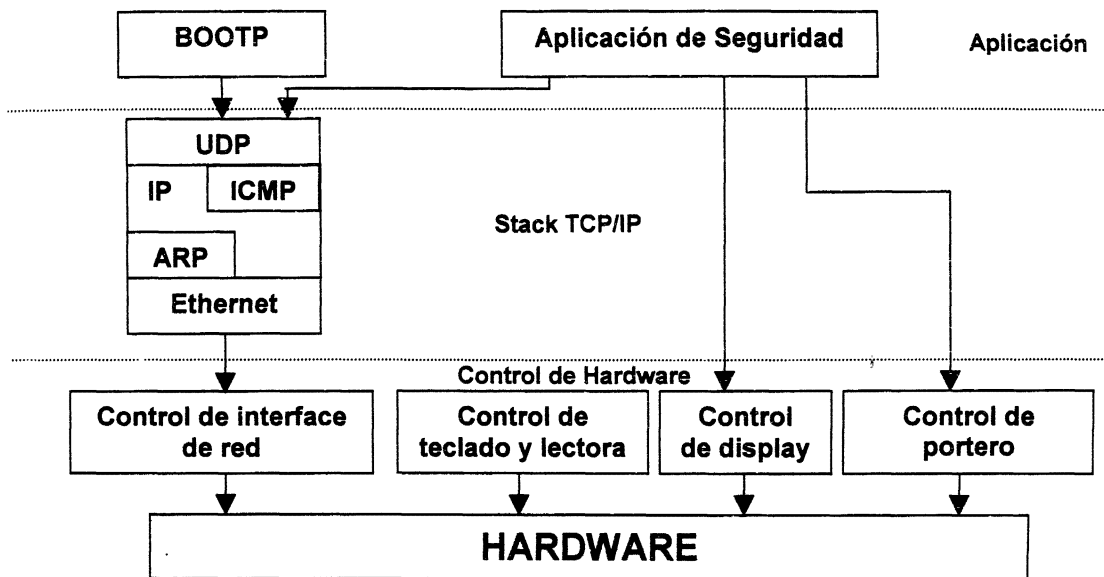 BOOTP
Aplicación de Seguridad
Aplicación
UDP
IP
ICMP
Stack TCP/IP
ARP
Ethernet
Control de Hardware
Control de interface
de red
Control de
teclado y lectora
Control
de display
Control de
portero
HARDWARE